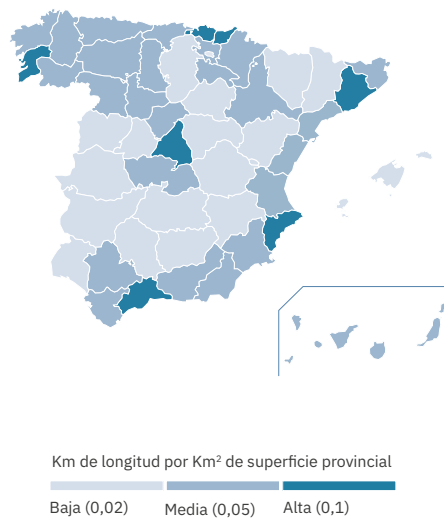 Km de longitud por Km² de superficie provincial
Baja (0,02)
Media (0,05)
Alta (0,1)